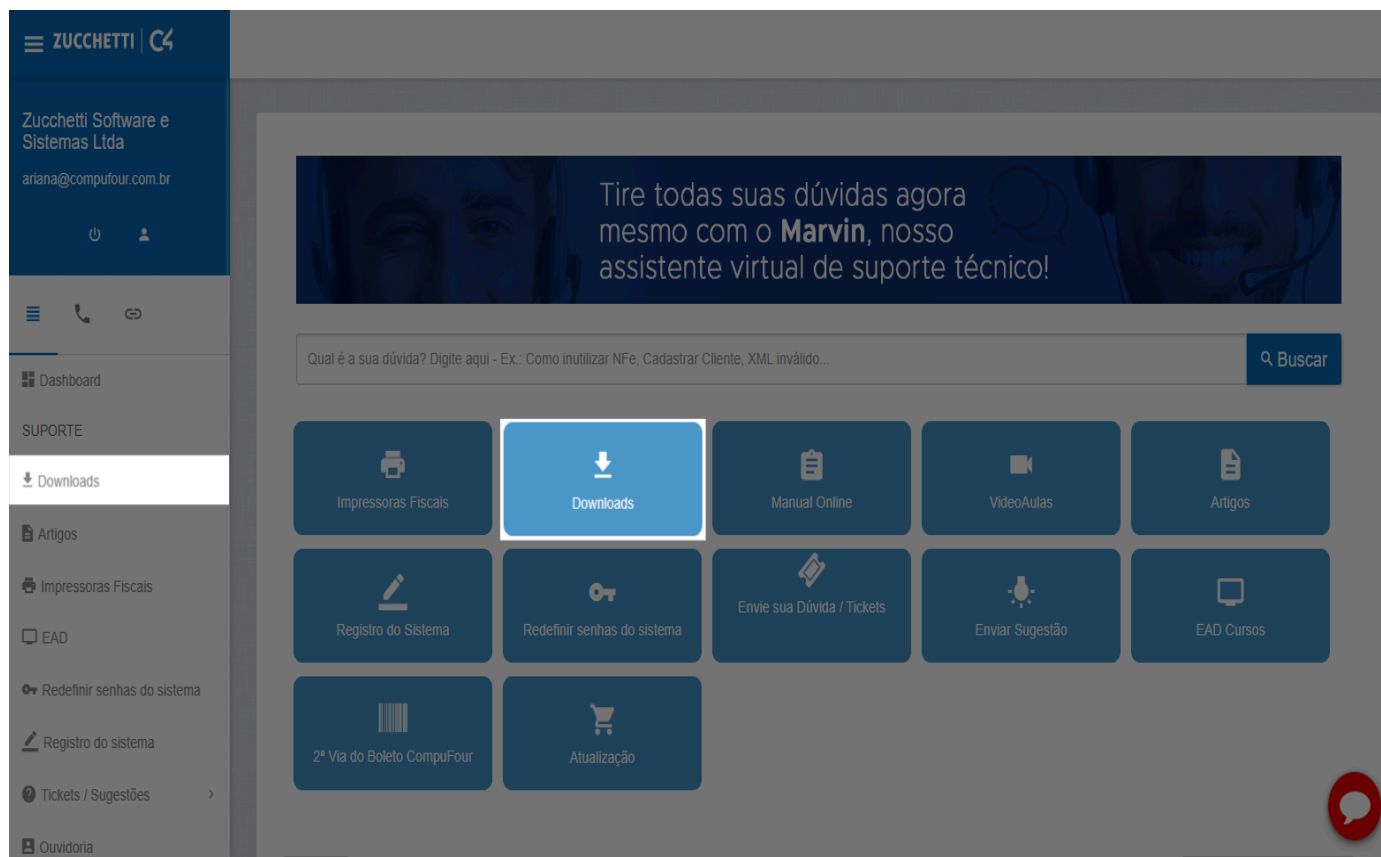 ZUCCHETTI | C4
Zucchetti Software e
Sistemas Ltda
ariana@compufour.com.br
Dashboard
SUPORTE
Downloads
Artigos
Impressoras Fiscais
EAD
Redefinir senhas do sistema
Registro do sistema
Tickets / Sugestões
Ouvidoria
Tire todas suas dúvidas agora
mesmo com o Marvin, nosso
assistente virtual de suporte técnico!
Qual é a sua dúvida? Digite aqui - Ex.: Como inutilizar NFe, Cadastrar Cliente, XML inválido...
Buscar
Impressoras Fiscais
Downloads
Manual Online
VideoAulas
Artigos
Registro do Sistema
Redefinir senhas do sistema
Envie sua Dúvida / Tickets
Enviar Sugestão
EAD Cursos
2ª Via do Boleto CompuFour
Atualização